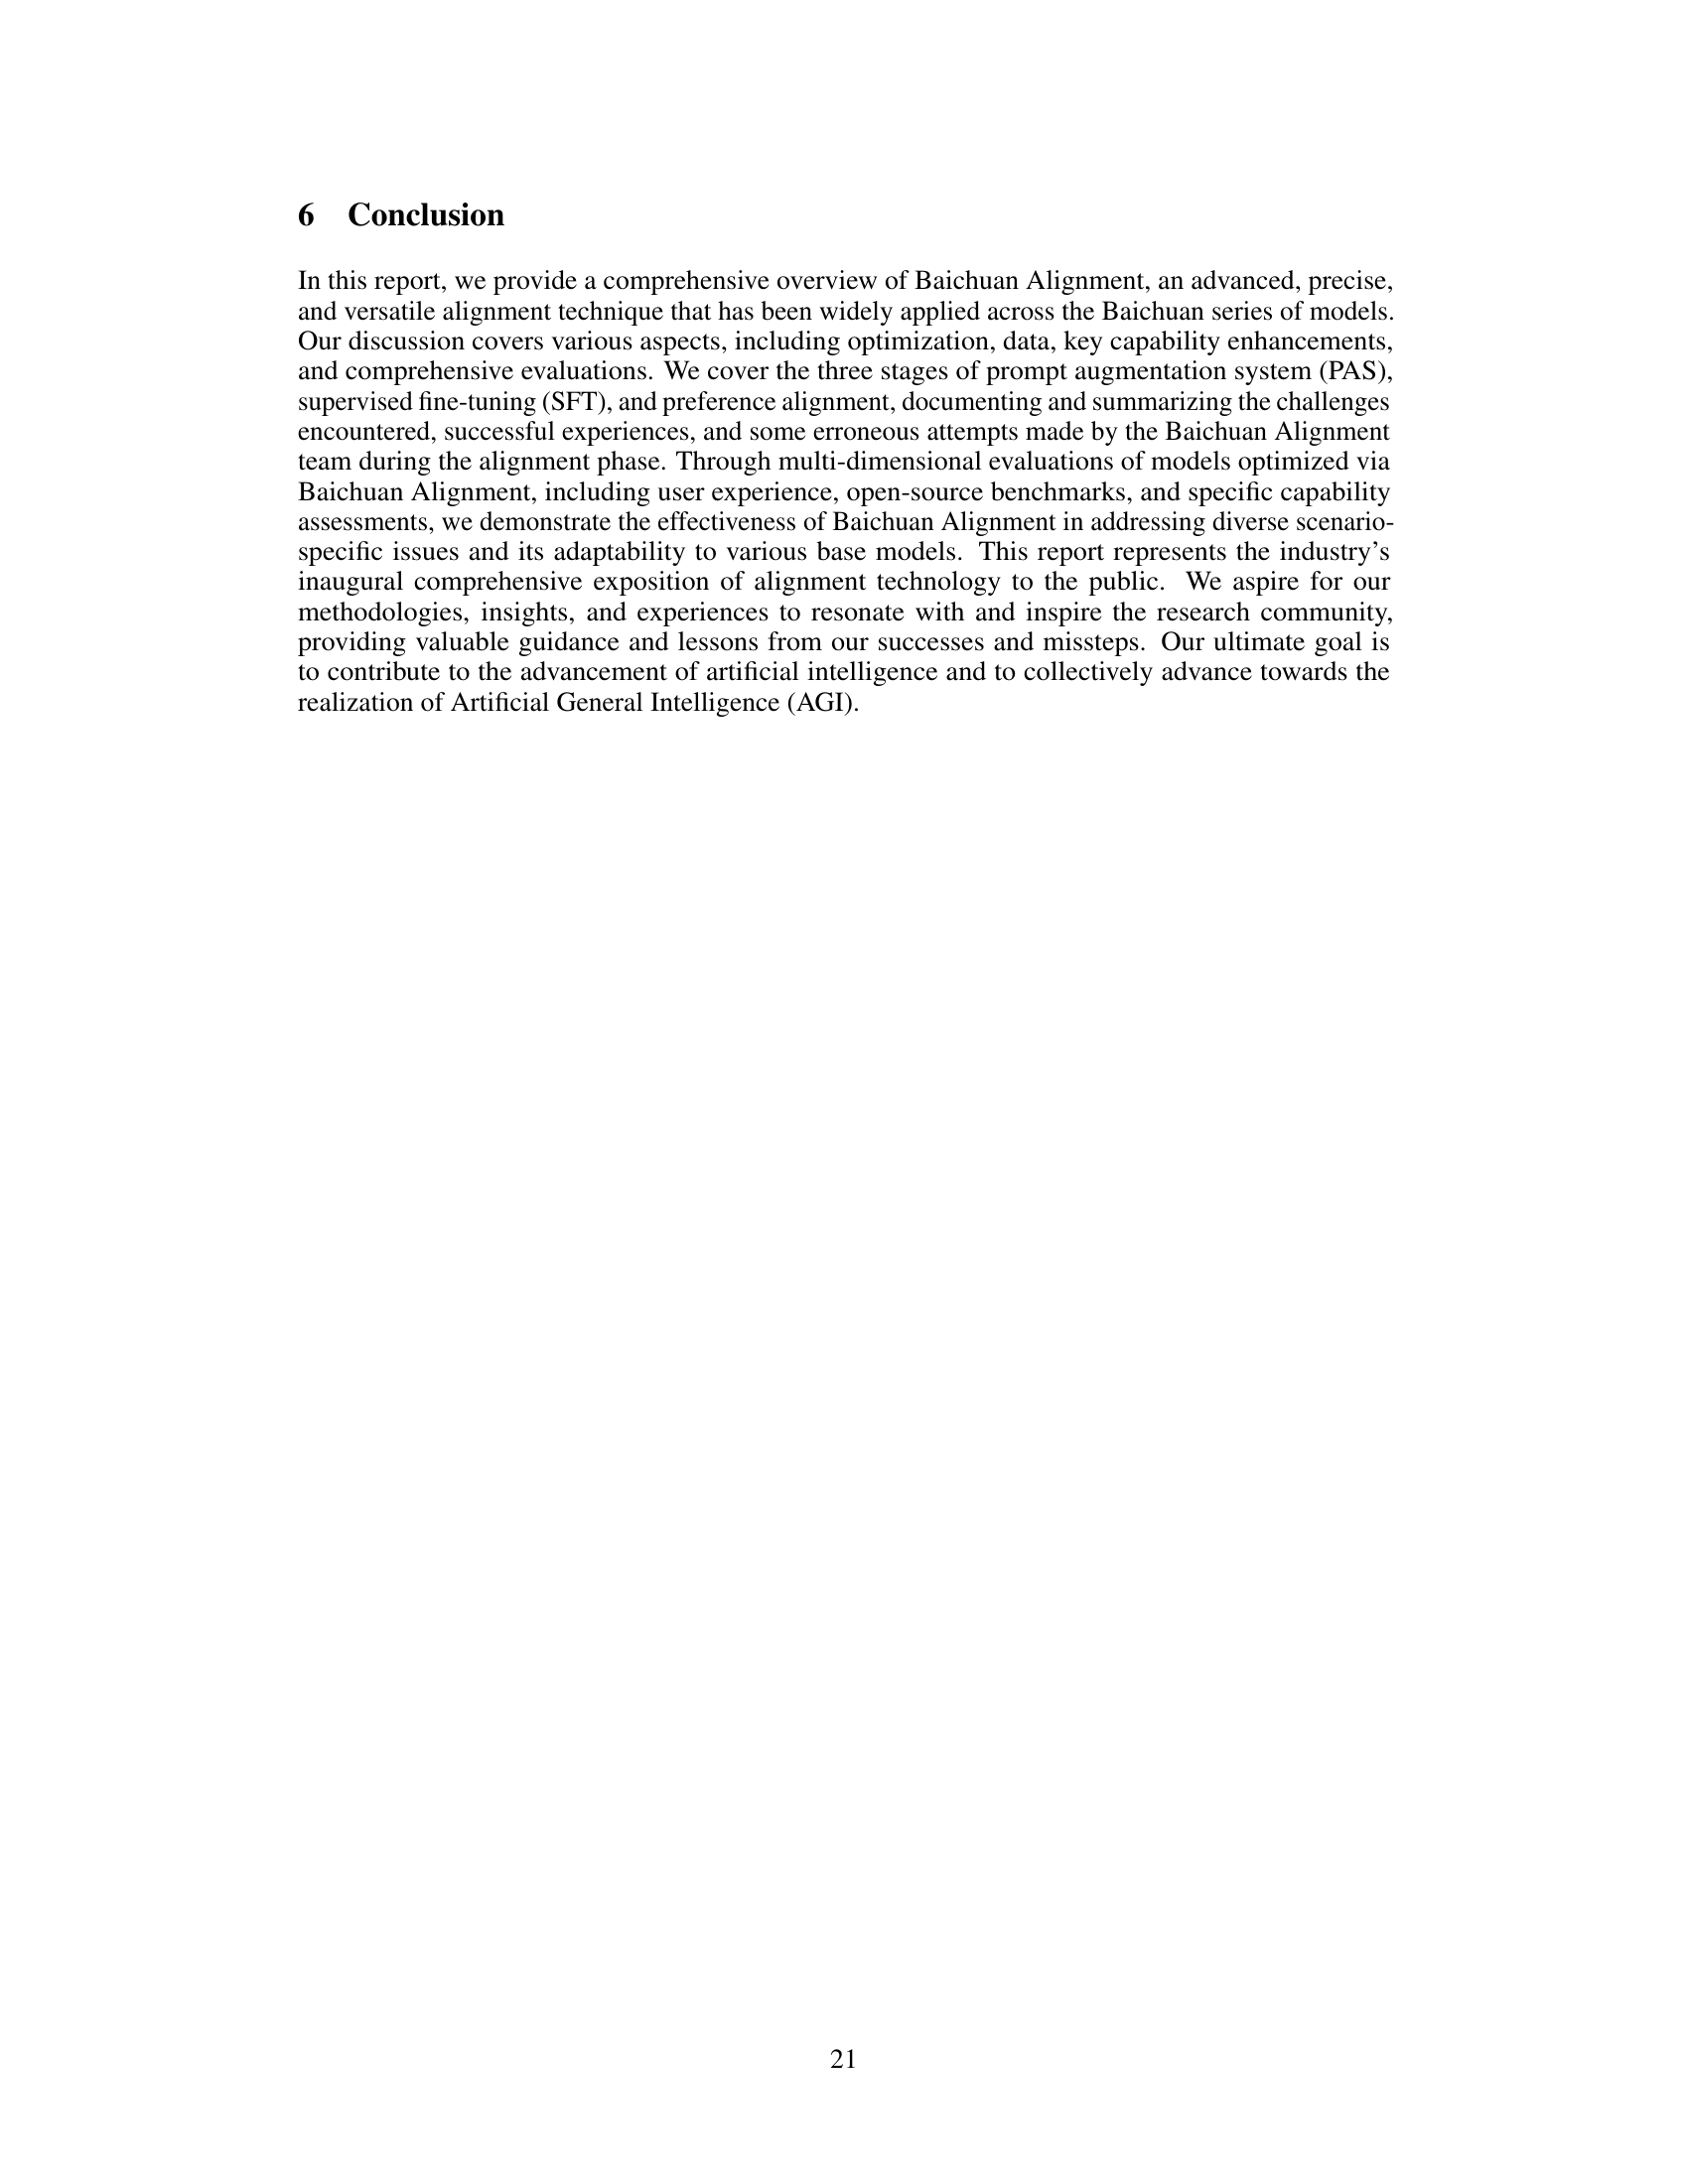 6 Conclusion
In this report, we provide a comprehensive overview of Baichuan Alignment, an advanced, precise,
and versatile alignment technique that has been widely applied across the Baichuan series of models.
Our discussion covers various aspects, including optimization, data, key capability enhancements,
and comprehensive evaluations. We cover the three stages of prompt augmentation system (PAS),
supervised fine-tuning (SFT), and preference alignment, documenting and summarizing the challenges
encountered, successful experiences, and some erroneous attempts made by the Baichuan Alignment
team during the alignment phase. Through multi-dimensional evaluations of models optimized via
Baichuan Alignment, including user experience, open-source benchmarks, and specific capability
assessments, we demonstrate the effectiveness of Baichuan Alignment in addressing diverse scenario-
specific issues and its adaptability to various base models. This report represents the industry's
inaugural comprehensive exposition of alignment technology to the public. We aspire for our
methodologies, insights, and experiences to resonate with and inspire the research community,
providing valuable guidance and lessons from our successes and missteps. Our ultimate goal is
to contribute to the advancement of artificial intelligence and to collectively advance towards the
realization of Artificial General Intelligence (AGI).
21